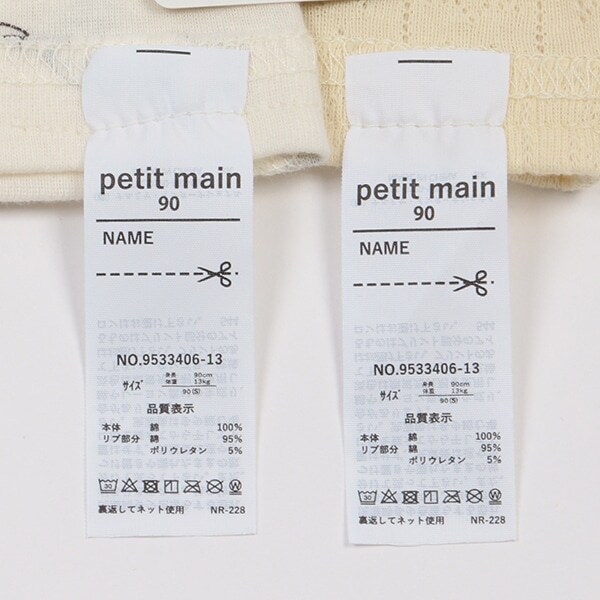 petit main
90
NAME
NO.9533406-13
サイズ 身長 90cm
体重 13kg
90(S)
品質表示
本体 綿 100%
リブ部分 綿 95%
ポリウレタン 5%
30 W
裏返してネット使用 NR-228
petit main
90
NAME
NO.9533406-13
サイズ 身長 90cm
体重 13kg
90(S)
品質表示
本体 綿 100%
リブ部分 綿 95%
ポリウレタン 5%
30 W
裏返してネット使用 NR-228